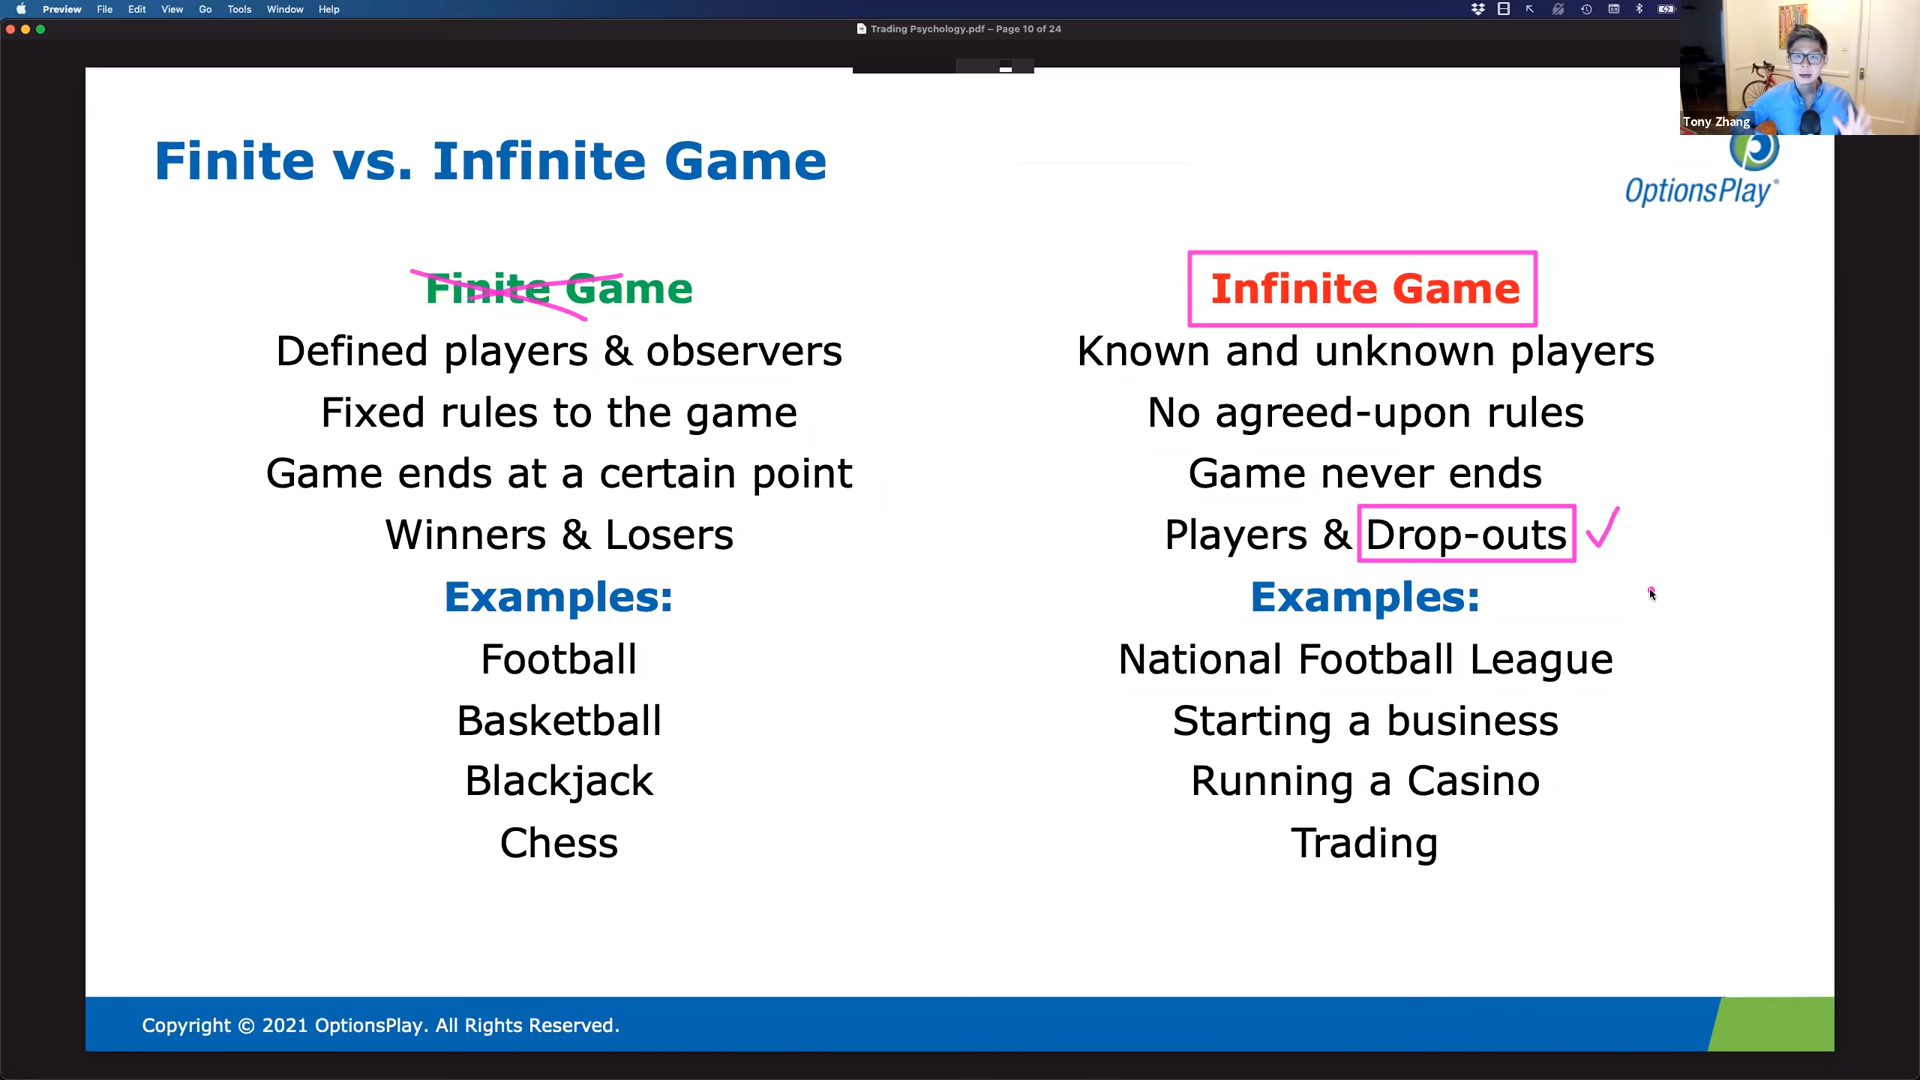 Preview File Edit View Go Tools Window Help
Trading Psychology.pdf – Page 10 of 24
Tony Zhang
Finite vs. Infinite Game
OptionsPlay®
Finite Game
Defined players & observers
Fixed rules to the game
Game ends at a certain point
Winners & Losers
Examples:
Football
Basketball
Blackjack
Chess
Infinite Game
Known and unknown players
No agreed-upon rules
Game never ends
Players & Drop-outs
Examples:
National Football League
Starting a business
Running a Casino
Trading
Copyright © 2021 OptionsPlay. All Rights Reserved.